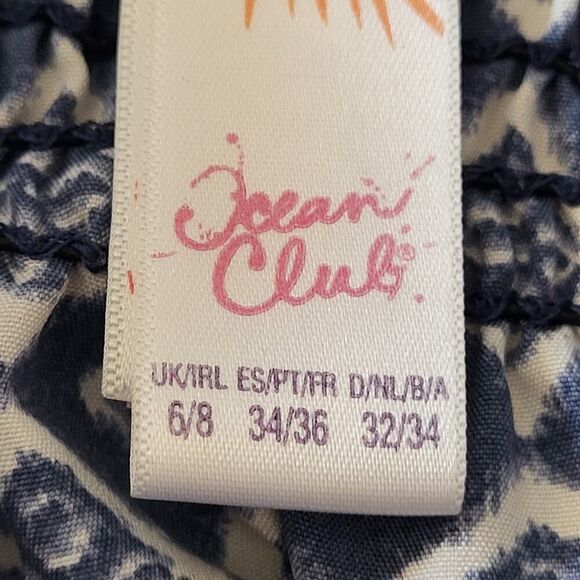 Ocean
Club®
UK/IRL ES/PT/FR D/NL/B/A
6/8 34/36 32/34